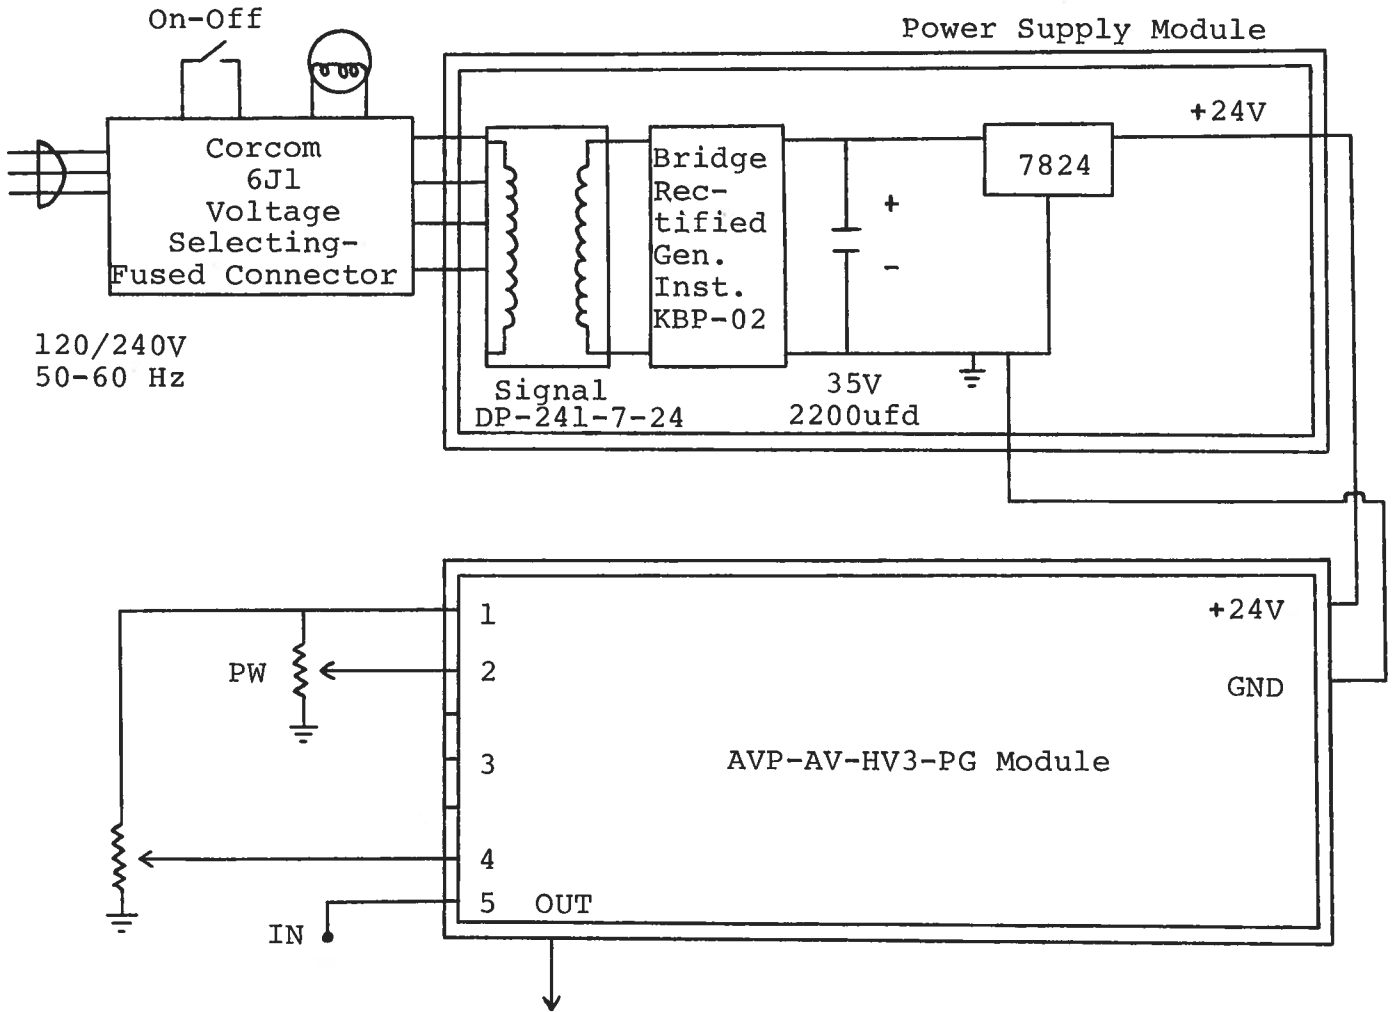 On-Off
Power Supply Module
Corcom
6J1
Voltage
Selecting-
Fused Connector
120/240V
50-60 Hz
Signal
DP-241-7-24
Bridge
Rec-
tified
Gen.
Inst.
KBP-02
+
-
35V
2200ufd
7824
+24V
1
PW
2
3
4
5
OUT
IN
+24V
GND
AVP-AV-HV3-PG Module